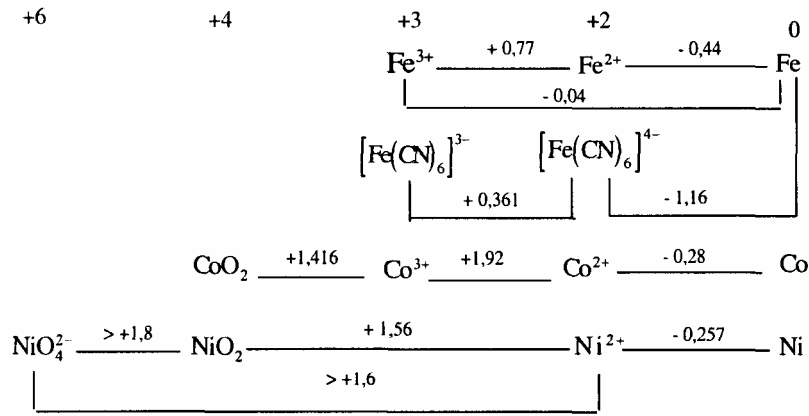 +6 +4 +3 +2 0
Fe³⁺ + 0,77 Fe²⁺ - 0,44 Fe
- 0,04
[Fe(CN)₆]³⁻ [Fe(CN)₆]⁴⁻
+ 0,361 - 1,16
CoO₂ +1,416 Co³⁺ +1,92 Co²⁺ - 0,28 Co
NiO₄²⁻ > +1,8 NiO₂ + 1,56 Ni²⁺ - 0,257 Ni
> +1,6